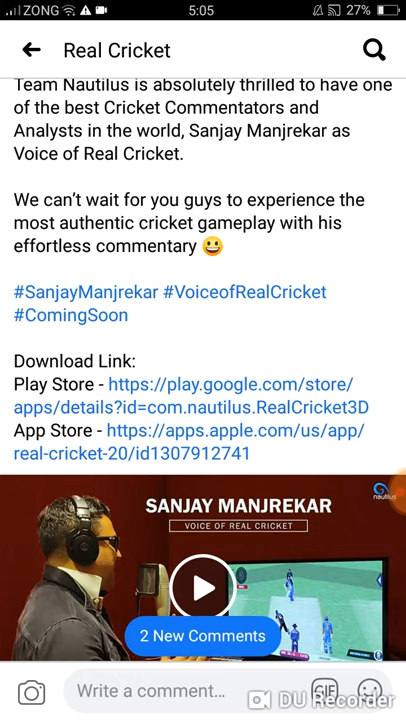 ZONG 5:05 27%
Real Cricket
Team Nautilus is absolutely thrilled to have one
of the best Cricket Commentators and
Analysts in the world, Sanjay Manjrekar as
Voice of Real Cricket.
We can’t wait for you guys to experience the
most authentic cricket gameplay with his
effortless commentary 😀
#SanjayManjrekar #VoiceofRealCricket
#ComingSoon
Download Link:
Play Store - https://play.google.com/store/
apps/details?id=com.nautilus.RealCricket3D
App Store - https://apps.apple.com/us/app/
real-cricket-20/id1307912741
nautilus
SANJAY MANJREKAR
VOICE OF REAL CRICKET
2 New Comments
Write a comment... GIF
DU Recorder